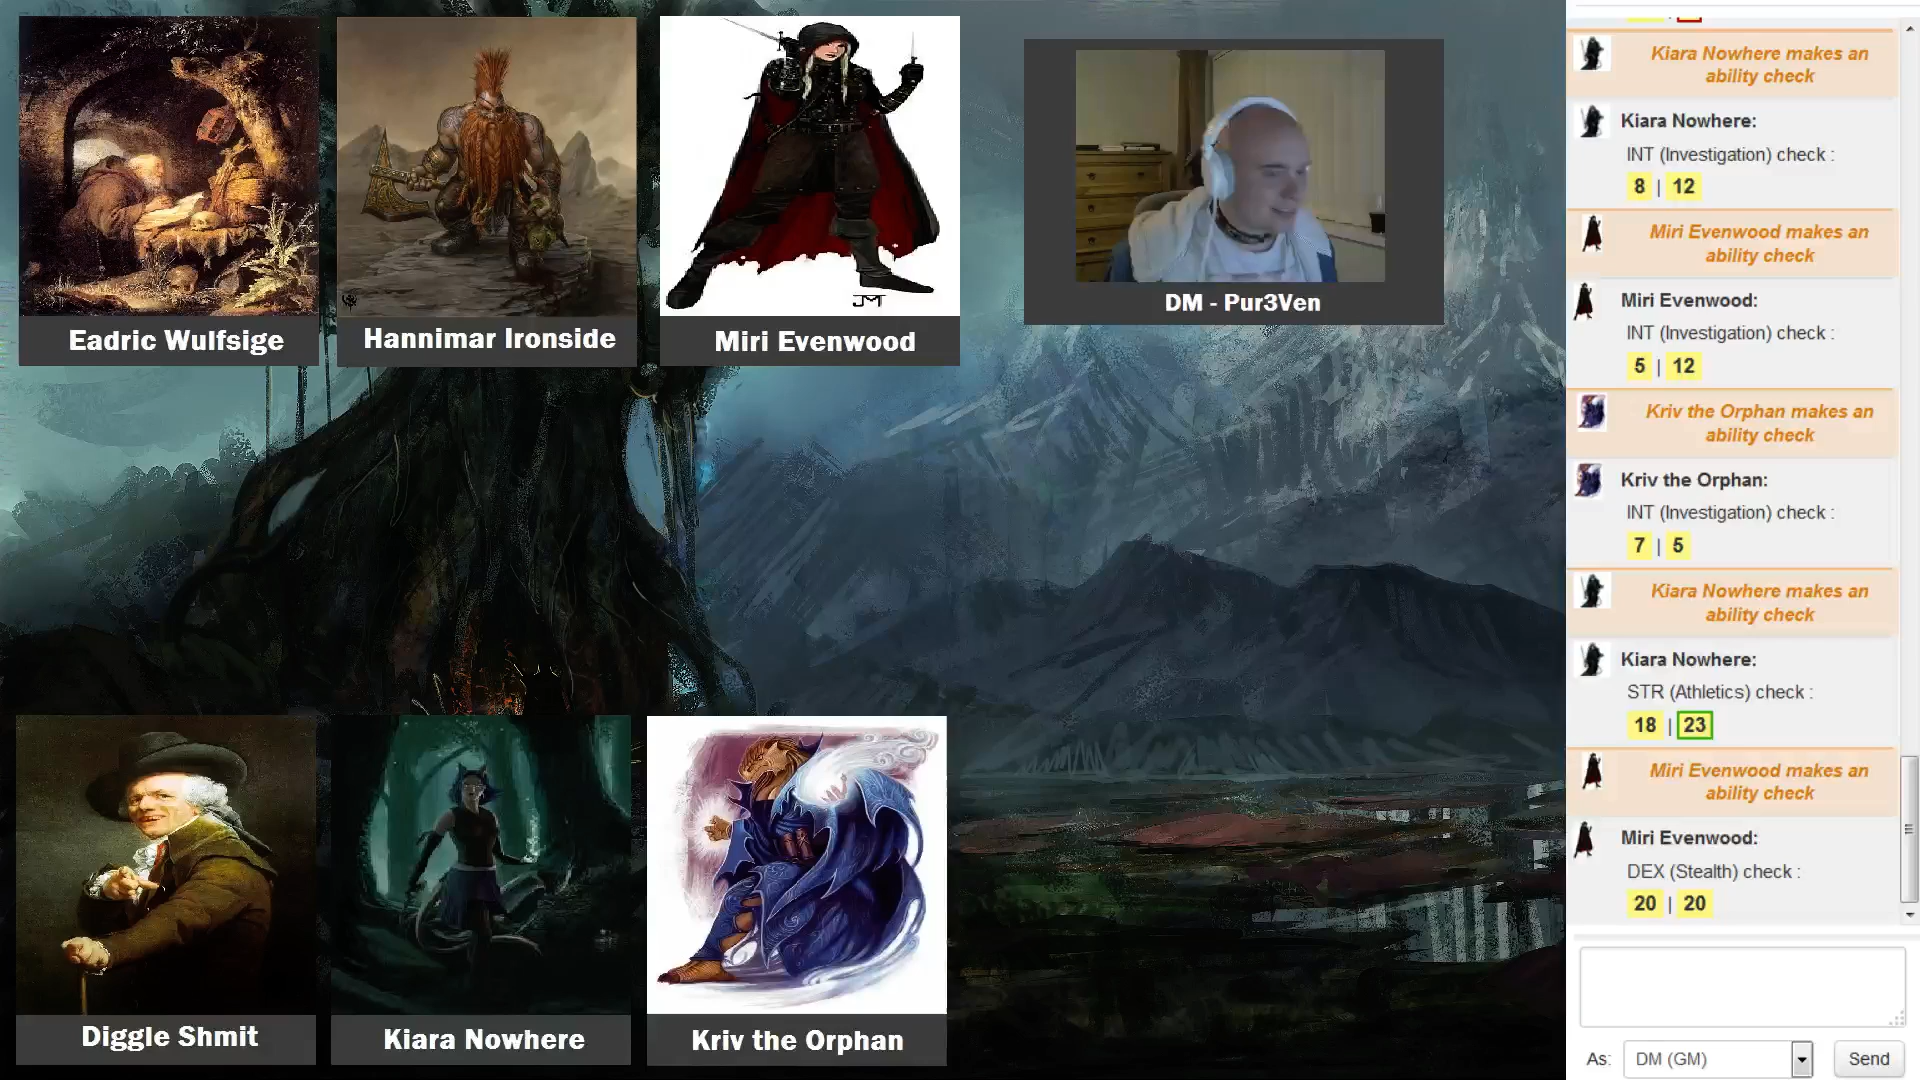 Eadric Wulfsige
Hannimar Ironside
JMT
Miri Evenwood
DM - Pur3Ven
Diggle Shmit
Kiara Nowhere
Kriv the Orphan
Kiara Nowhere makes an
ability check
Kiara Nowhere:
INT (Investigation) check :
8 | 12
Miri Evenwood makes an
ability check
Miri Evenwood:
INT (Investigation) check :
5 | 12
Kriv the Orphan makes an
ability check
Kriv the Orphan:
INT (Investigation) check :
7 | 5
Kiara Nowhere makes an
ability check
Kiara Nowhere:
STR (Athletics) check :
18 | 23
Miri Evenwood makes an
ability check
Miri Evenwood:
DEX (Stealth) check :
20 | 20
As: DM (GM) Send